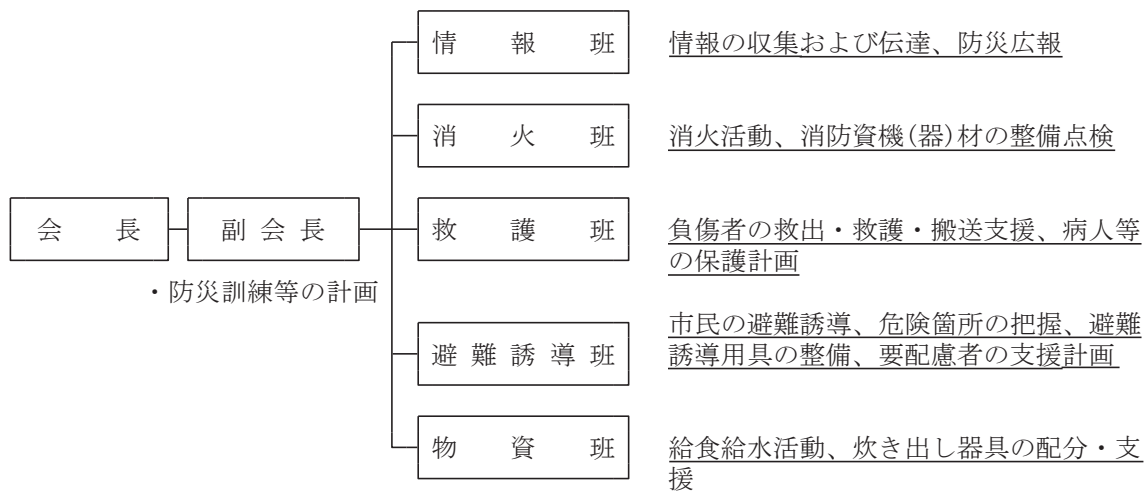 情報班
情報の収集および伝達、防災広報
消火班
消火活動、消防資機(器)材の整備点検
会長
副会長
・防災訓練等の計画
救護班
負傷者の救出・救護・搬送支援、病人等
の保護計画
避難誘導班
市民の避難誘導、危険箇所の把握、避難
誘導用具の整備、要配慮者の支援計画
物資班
給食給水活動、炊き出し器具の配分・支
援